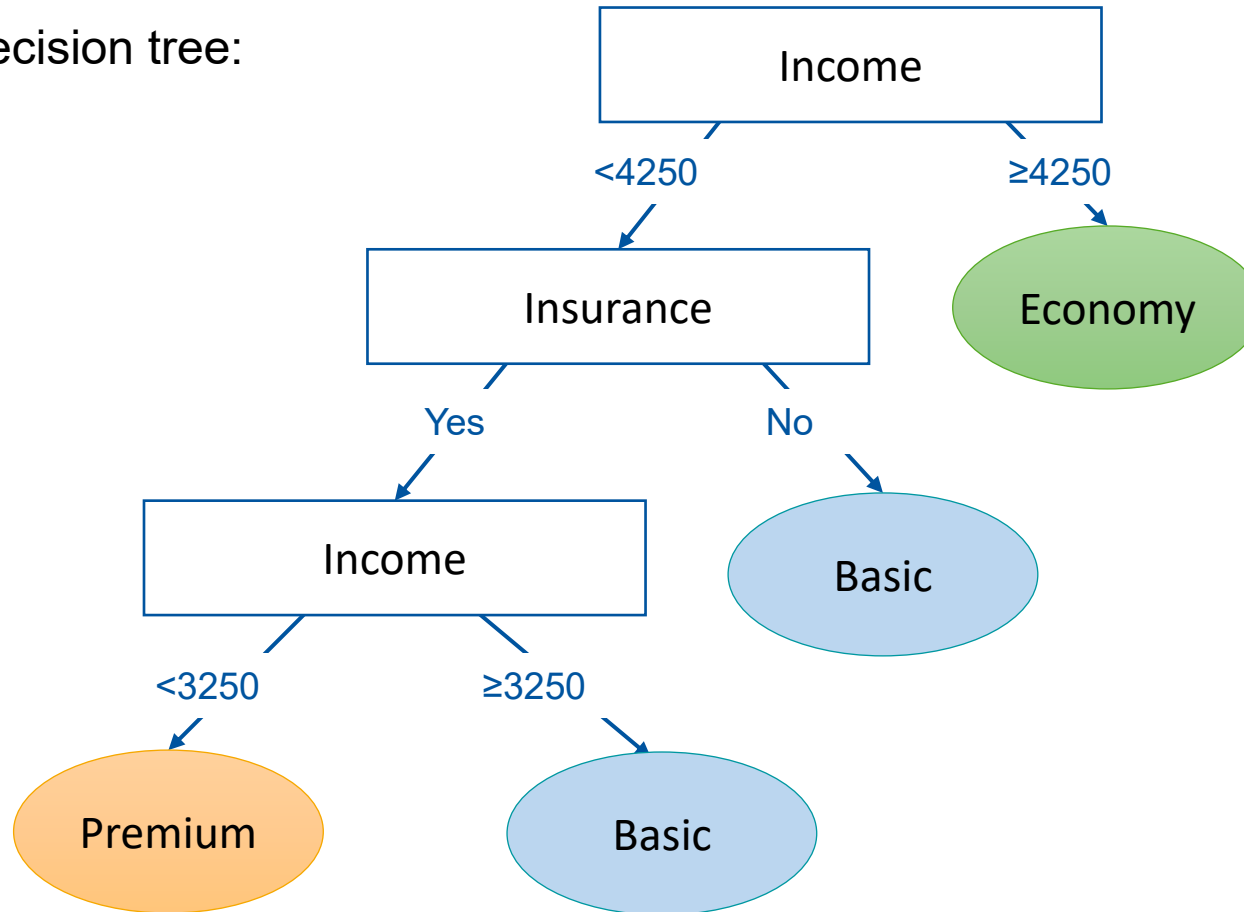 ecision tree:
Income
<4250
≥4250
Insurance
Economy
Yes
No
Income
Basic
<3250
≥3250
Premium
Basic